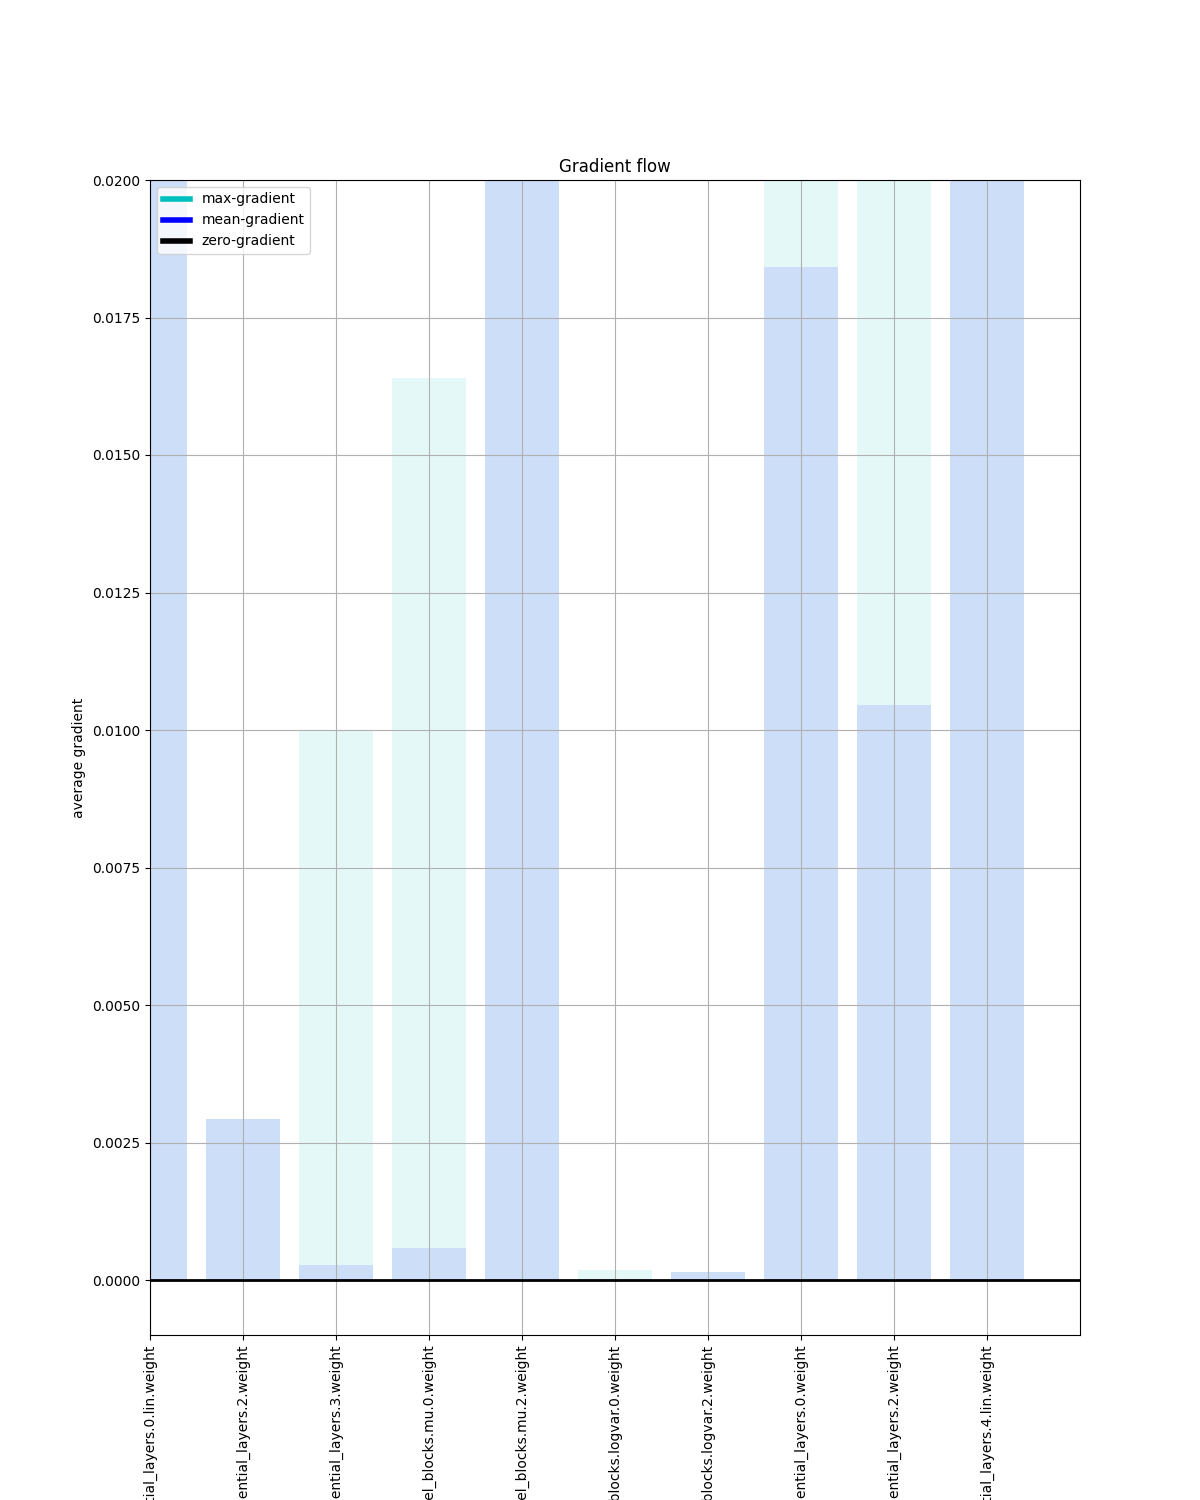 Gradient flow
max-gradient
mean-gradient
zero-gradient
0.0200
0.0175
0.0150
0.0125
0.0100
0.0075
0.0050
0.0025
0.0000
average gradient
tial_layers.0.lin.weight
ential_layers.2.weight
ential_layers.3.weight
el_blocks.mu.0.weight
el_blocks.mu.2.weight
blocks.logvar.0.weight
blocks.logvar.2.weight
ential_layers.0.weight
ential_layers.2.weight
tial_layers.4.lin.weight